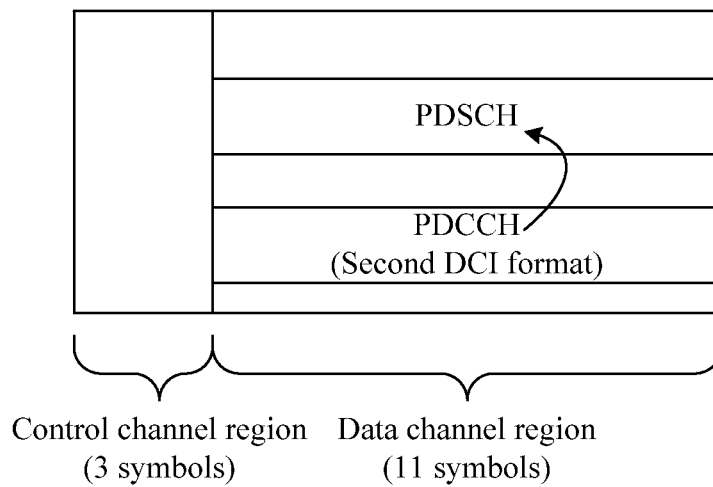 PDSCH
PDCCH
(Second DCI format)
Control channel region
(3 symbols)
Data channel region
(11 symbols)